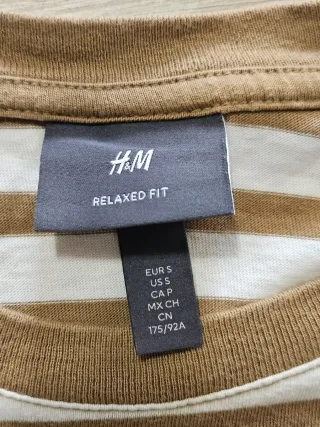 H&M
RELAXED FIT
EUR S
US S
CA P
MX CH
CN
175/92A